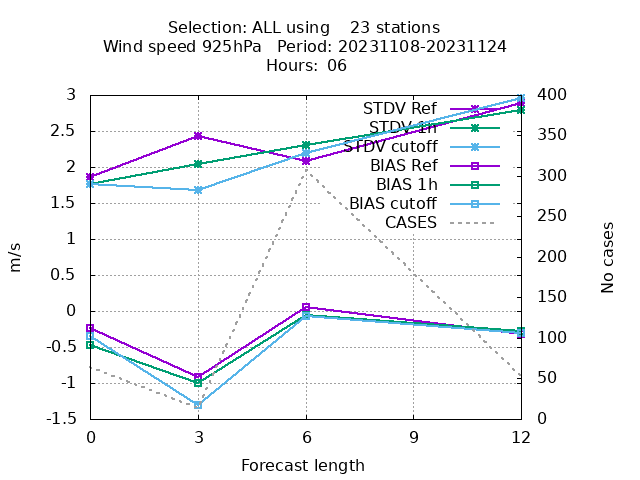 Selection: ALL using 23 stations
Wind speed 925hPa Period: 20231108-20231124
Hours: 06
3
2.5
2
1.5
1
0.5
0
-0.5
-1
-1.5
m/s
STDV Ref
STDV 1h
STDV cutoff
BIAS Ref
BIAS 1h
BIAS cutoff
CASES
400
350
300
250
200
150
100
50
0
No cases
0 3 6 9 12
Forecast length